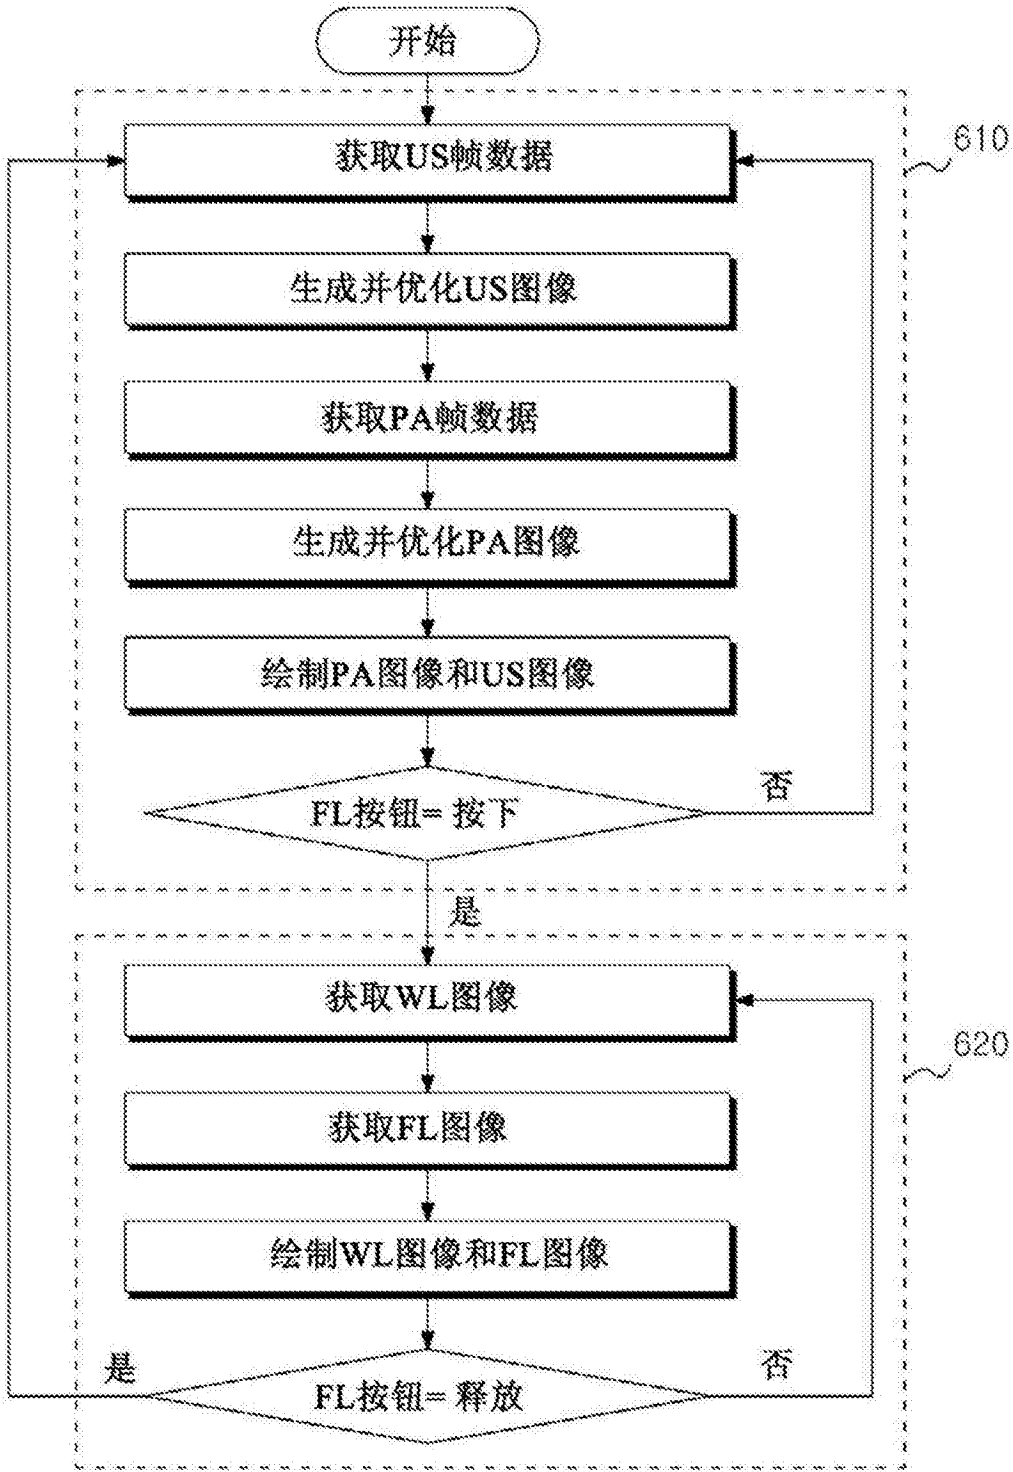 开始
610
获取US帧数据
生成并优化US图像
获取PA帧数据
生成并优化PA图像
绘制PA图像和US图像
FL按钮= 按下
否
是
获取WL图像
620
获取FL图像
绘制WL图像和FL图像
是
FL按钮= 释放
否